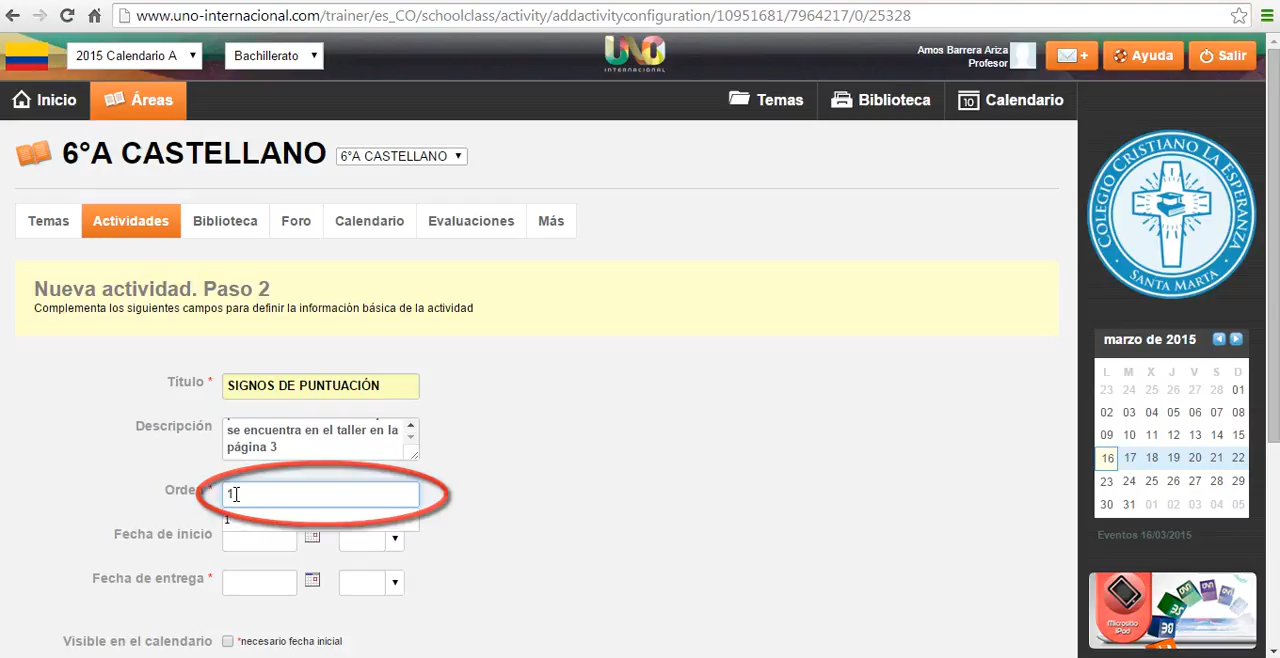 www.uno-internacional.com/trainer/es_CO/schoolclass/activity/addactivityconfiguration/10951681/7964217/0/25328
2015 Calendario A
Bachillerato
UNO
INTERNACIONAL
Amos Barrera Ariza
Profesor
+
Ayuda
Salir
Inicio
Áreas
Temas
Biblioteca
10
Calendario
6°A CASTELLANO
6°A CASTELLANO
Temas
Actividades
Biblioteca
Foro
Calendario
Evaluaciones
Más
Nueva actividad. Paso 2
Complementa los siguientes campos para definir la información básica de la actividad
Título *
SIGNOS DE PUNTUACIÓN
Descripción
se encuentra en el taller en la
página 3
Orden *
1
1
Fecha de inicio
Fecha de entrega *
Visible en el calendario
*necesario fecha inicial
COLEGIO CRISTIANO LA ESPERANZA
SANTA MARTA
marzo de 2015
L M X J V S D
23 24 25 26 27 28 01
02 03 04 05 06 07 08
09 10 11 12 13 14 15
16 17 18 19 20 21 22
23 24 25 26 27 28 29
30 31 01 02 03 04 05
Eventos 16/03/2015
Micrositio
iPad
35
30